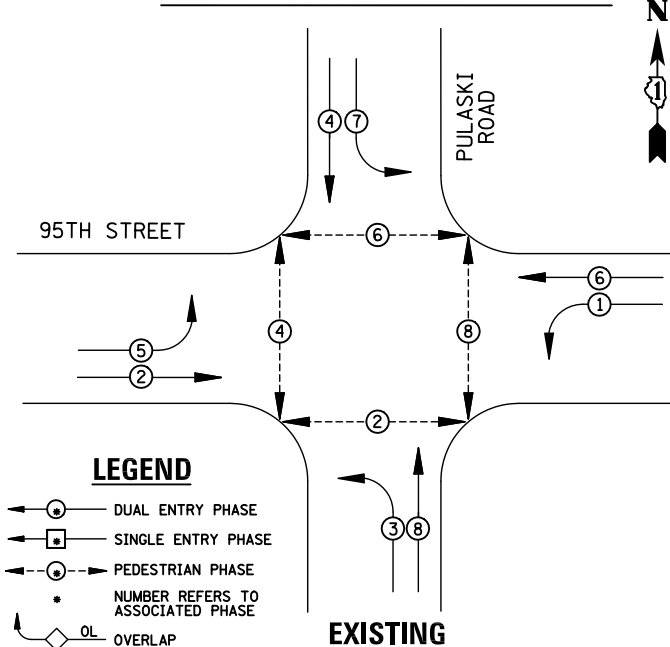 N
1
PULASKI
ROAD
4
7
95TH STREET
6
6
1
4
8
5
2
2
3
8
LEGEND
* DUAL ENTRY PHASE
* SINGLE ENTRY PHASE
* PEDESTRIAN PHASE
* NUMBER REFERS TO
ASSOCIATED PHASE
OL OVERLAP
EXISTING